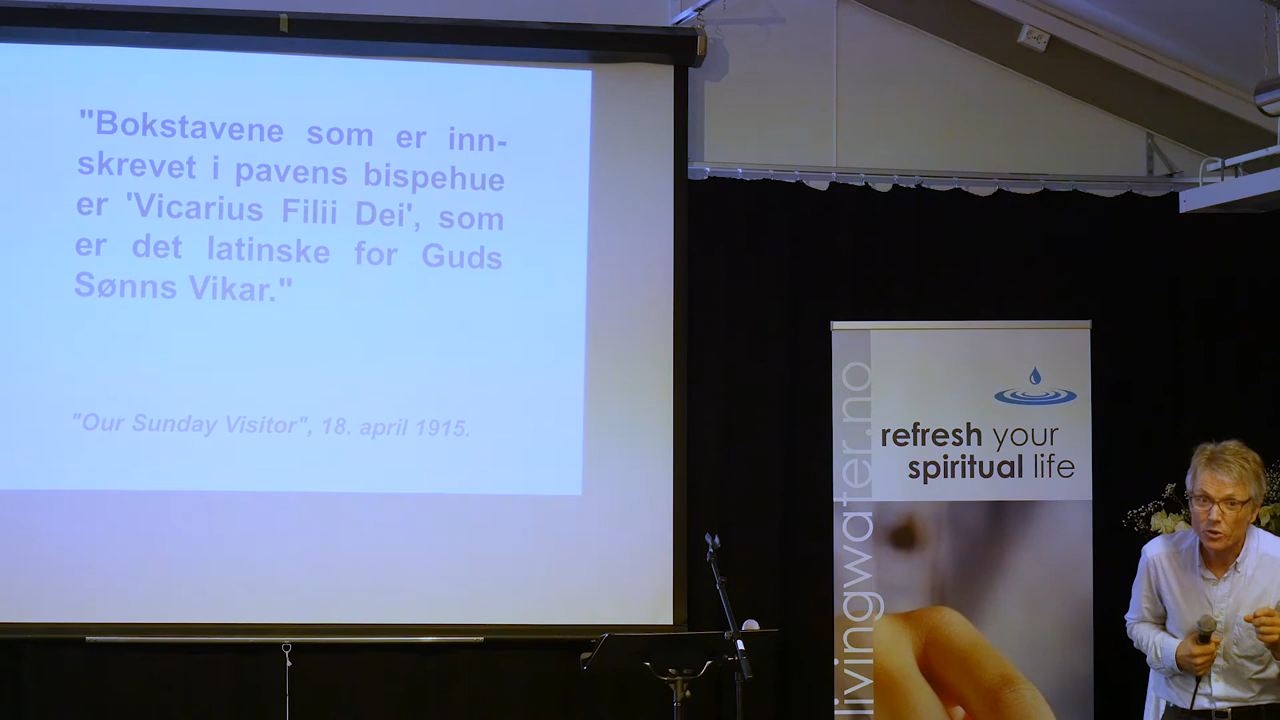 "Bokstavene som er inn-
skrevet i pavens bispehue
er 'Vicarius Filii Dei', som
er det latinske for Guds
Sønns Vikar."
"Our Sunday Visitor", 18. april 1915.
livingwater.no
refresh your
spiritual life